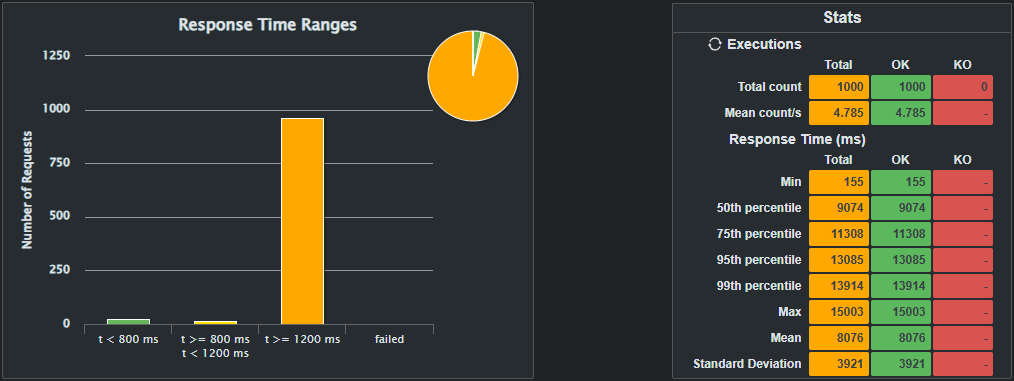 Response Time Ranges
Number of Requests
1250
1000
750
500
250
0
t < 800 ms
t >= 800 ms
t < 1200 ms
t >= 1200 ms
failed
Stats
Executions
Total OK KO
Total count 1000 1000 0
Mean count/s 4.785 4.785 -
Response Time (ms)
Total OK KO
Min 155 155 -
50th percentile 9074 9074 -
75th percentile 11308 11308 -
95th percentile 13085 13085 -
99th percentile 13914 13914 -
Max 15003 15003 -
Mean 8076 8076 -
Standard Deviation 3921 3921 -